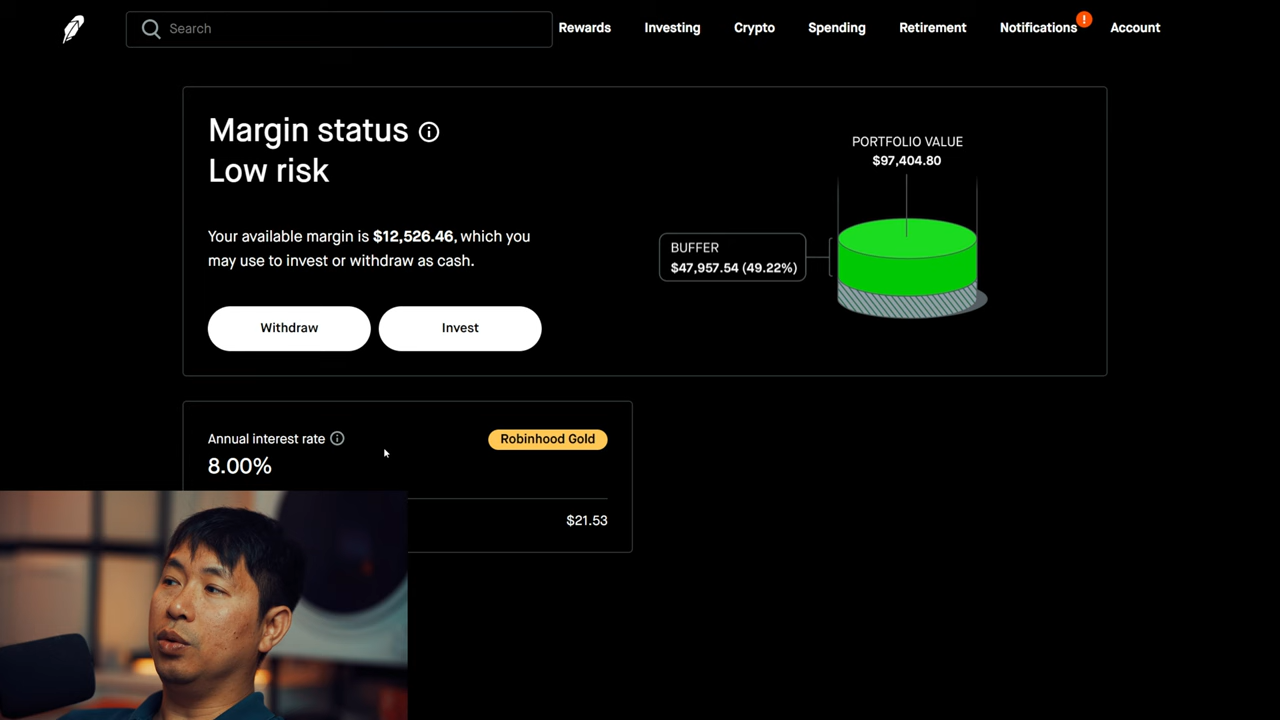 Search
Rewards
Investing
Crypto
Spending
Retirement
Notifications
!
Account
Margin status
Low risk
Your available margin is $12,526.46, which you
may use to invest or withdraw as cash.
Withdraw
Invest
PORTFOLIO VALUE
$97,404.80
BUFFER
$47,957.54 (49.22%)
Annual interest rate
Robinhood Gold
8.00%
$21.53